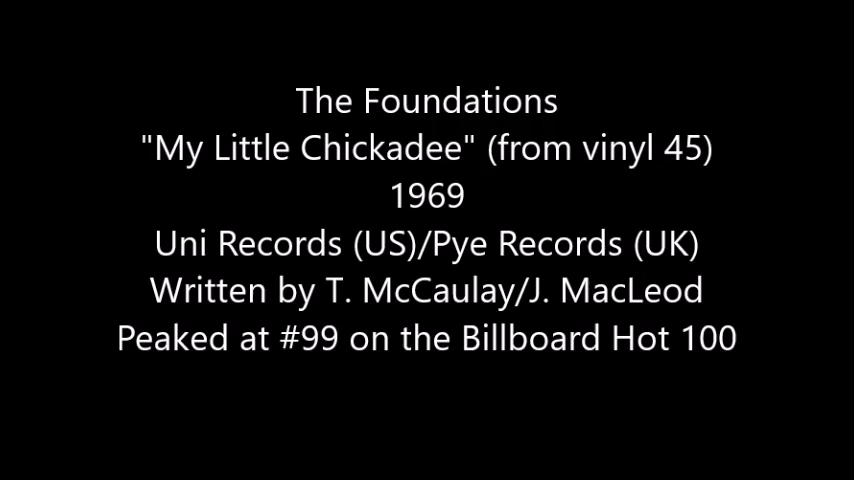 The Foundations
"My Little Chickadee" (from vinyl 45)
1969
Uni Records (US)/Pye Records (UK)
Written by T. McCaulay/J. MacLeod
Peaked at #99 on the Billboard Hot 100